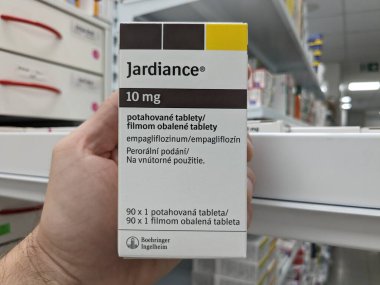 Jardiance®
10 mg
potahované tablety/
filmom obalené tablety
empagliflozinum/empagliflozín
Perorální podání/
Na vnútorné použitie.
90 x 1 potahovaná tableta/
90 x 1 filmom obalená tableta
Boehringer
Ingelheim